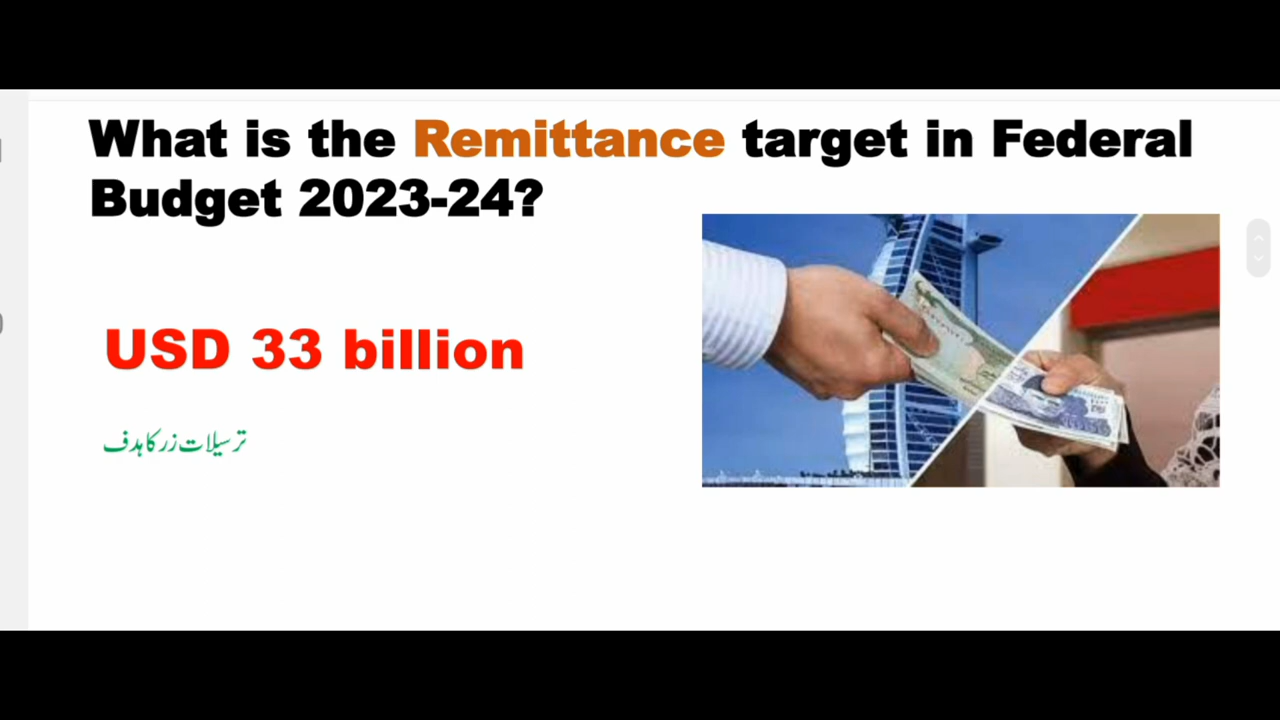 What is the Remittance target in Federal
Budget 2023-24?
USD 33 billion
ترسیلات زر کا ہدف